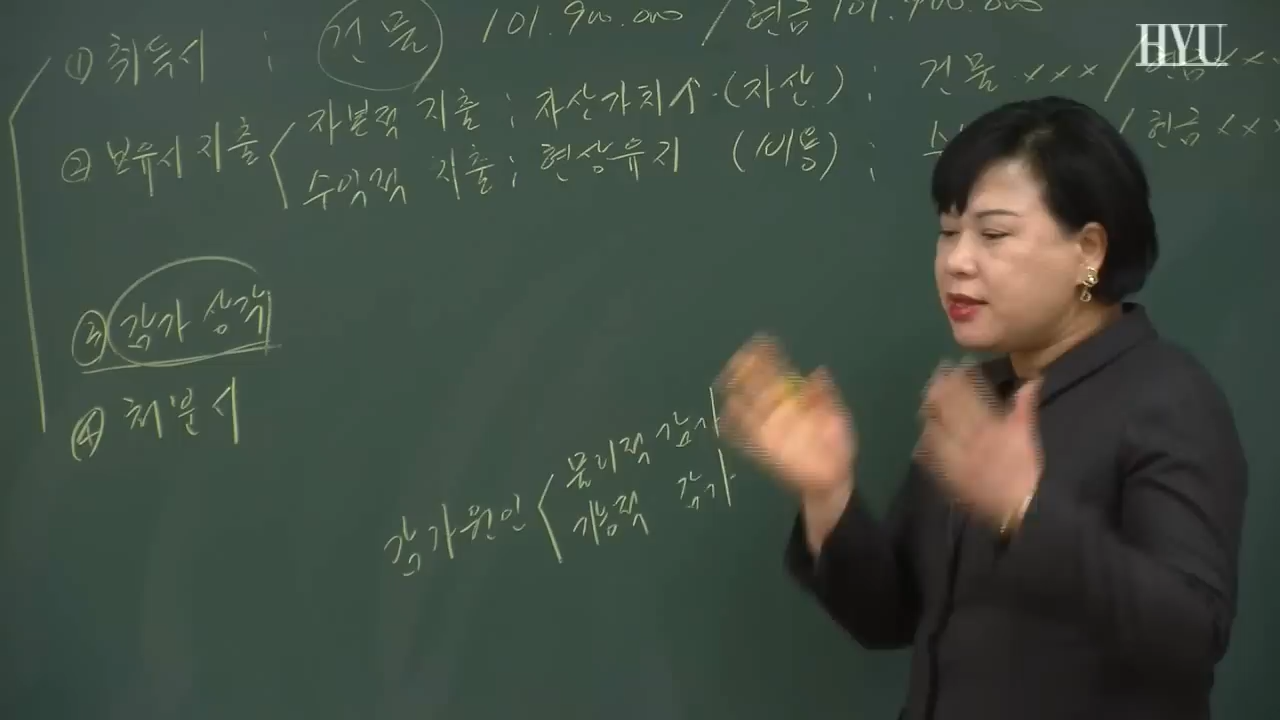 ① 취득시 ; 건물 101.900.000 / 현금 101.900.000
HYU
② 보유시 지출 < 자본적 지출 ; 자산가치↑ (자산) ; 건물 xxx / 현금 xx
수익적 지출 ; 현상유지 (비용) ; / 현금 xx
③ 감가상각
④ 처분시
감가원인 < 물리적 감가
기능적 감가